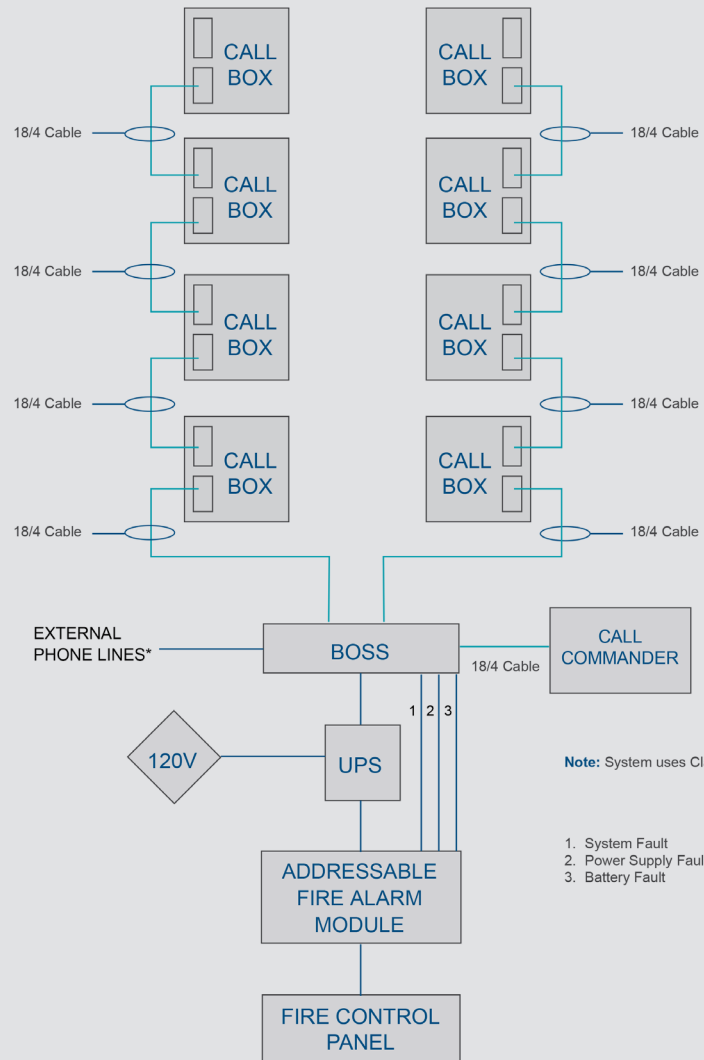 CALL
BOX
CALL
BOX
18/4 Cable
18/4 Cable
CALL
BOX
CALL
BOX
18/4 Cable
18/4 Cable
CALL
BOX
CALL
BOX
18/4 Cable
18/4 Cable
CALL
BOX
CALL
BOX
18/4 Cable
18/4 Cable
EXTERNAL
PHONE LINES*
BOSS
18/4 Cable
CALL
COMMANDER
1 2 3
120V
UPS
Note: System uses
1. System Fault
2. Power Supply
3. Battery Fault
ADDRESSABLE
FIRE ALARM
MODULE
FIRE CONTROL
PANEL